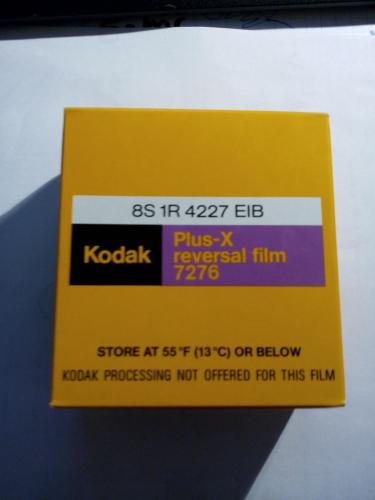 8S 1R 4227 EIB
Kodak
Plus-X
reversal film
7276
STORE AT 55°F (13°C) OR BELOW
KODAK PROCESSING NOT OFFERED FOR THIS FILM